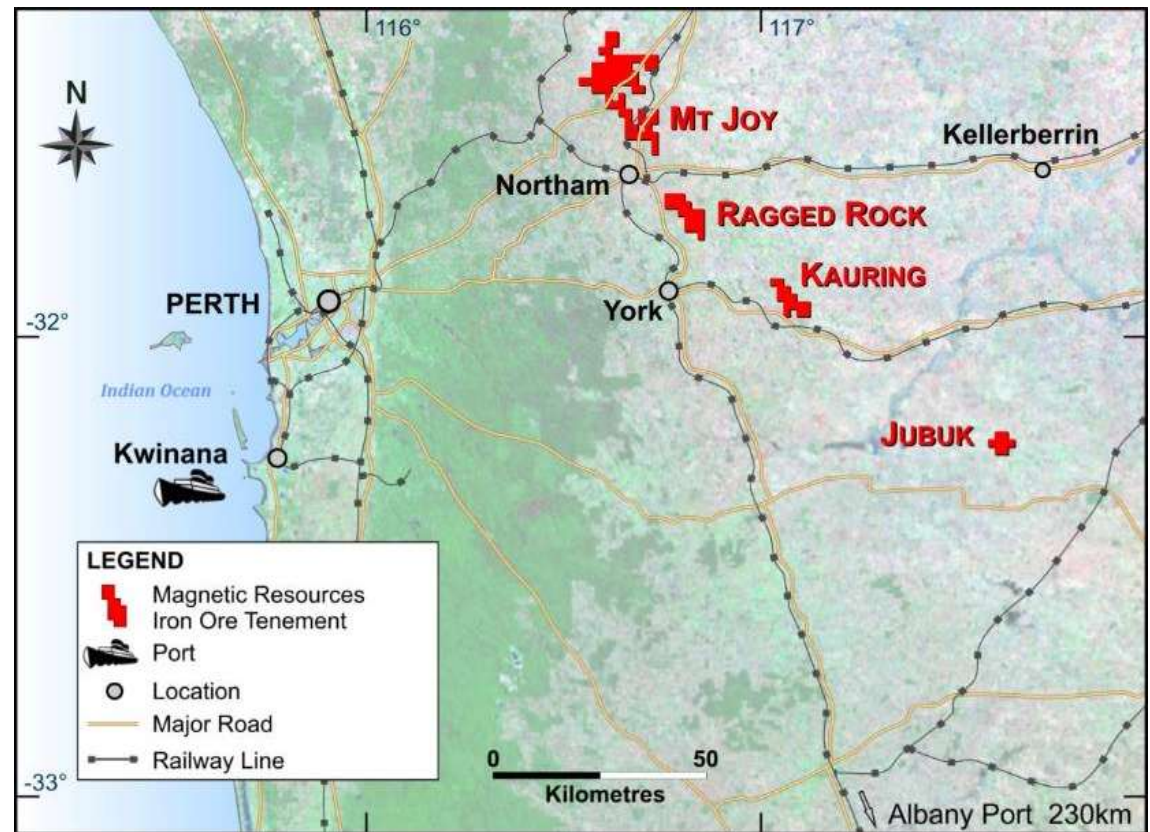 116°
117°
N
MT JOY
Kellerberrin
Northam
RAGGED ROCK
KAURING
PERTH
York
-32°
Indian Ocean
JUBUK
Kwinana
LEGEND
Magnetic Resources
Iron Ore Tenement
Port
Location
Major Road
Railway Line
0 50
Kilometres
-33°
Albany Port 230km